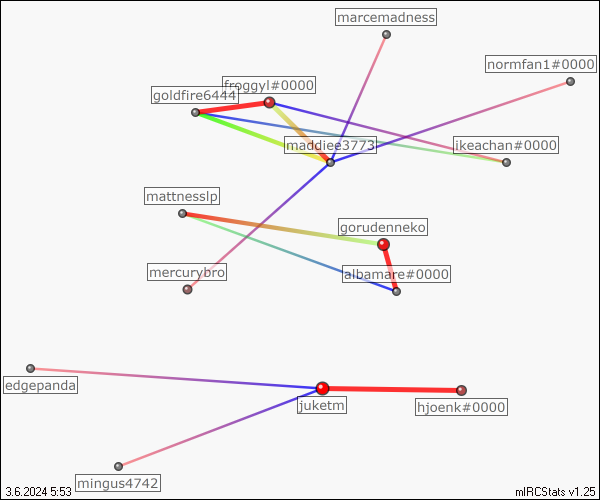 marcemadness
normfan1#0000
froggyl#0000
goldfire6444
maddiee3773
ikeachan#0000
mattnesslp
gorudenneko
mercurybro
albamare#0000
edgepanda
juketm
hjoenk#0000
mingus4742
3.6.2024 5:53
mIRCStats v1.25